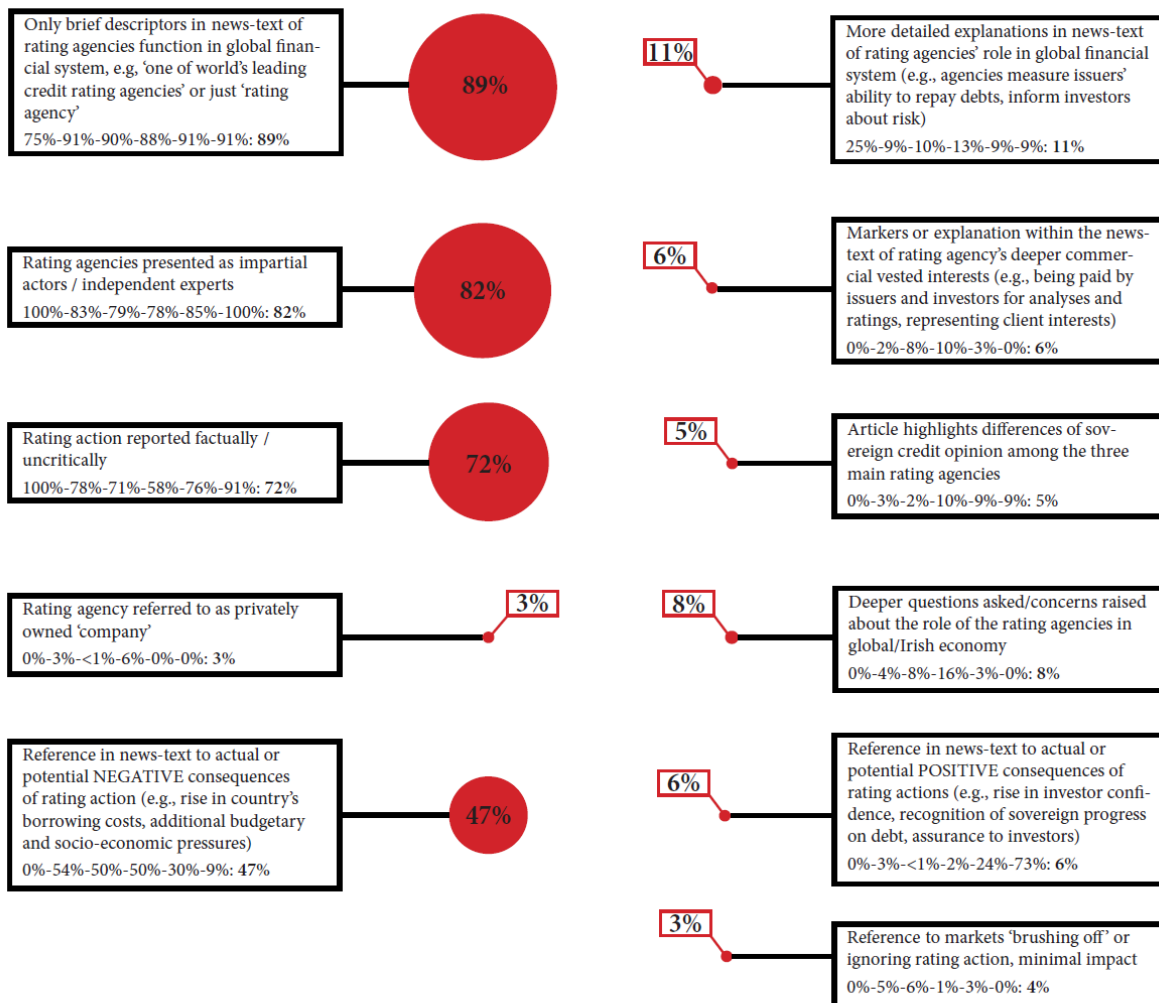 Only brief descriptors in news-text of
rating agencies function in global finan-
cial system, e.g, ‘one of world’s leading
credit rating agencies’ or just ‘rating
agency’
75%-91%-90%-88%-91%-91%: 89%
89%
11%
More detailed explanations in news-text
of rating agencies’ role in global financial
system (e.g., agencies measure issuers’
ability to repay debts, inform investors
about risk)
25%-9%-10%-13%-9%-9%: 11%
Rating agencies presented as impartial
actors / independent experts
100%-83%-79%-78%-85%-100%: 82%
82%
6%
Markers or explanation within the news-
text of rating agency’s deeper commer-
cial vested interests (e.g., being paid by
issuers and investors for analyses and
ratings, representing client interests)
0%-2%-8%-10%-3%-0%: 6%
Rating action reported factually /
uncritically
100%-78%-71%-58%-76%-91%: 72%
72%
5%
Article highlights differences of sov-
ereign credit opinion among the three
main rating agencies
0%-3%-2%-10%-9%-9%: 5%
Rating agency referred to as privately
owned ‘company’
0%-3%-<1%-6%-0%-0%: 3%
3%
8%
Deeper questions asked/concerns raised
about the role of the rating agencies in
global/Irish economy
0%-4%-8%-16%-3%-0%: 8%
Reference in news-text to actual or
potential NEGATIVE consequences
of rating action (e.g., rise in country’s
borrowing costs, additional budgetary
and socio-economic pressures)
0%-54%-50%-50%-30%-9%: 47%
47%
6%
Reference in news-text to actual or
potential POSITIVE consequences of
rating actions (e.g., rise in investor confi-
dence, recognition of sovereign progress
on debt, assurance to investors)
0%-3%-<1%-2%-24%-73%: 6%
3%
Reference to markets ‘brushing off’ or
ignoring rating action, minimal impact
0%-5%-6%-1%-3%-0%: 4%